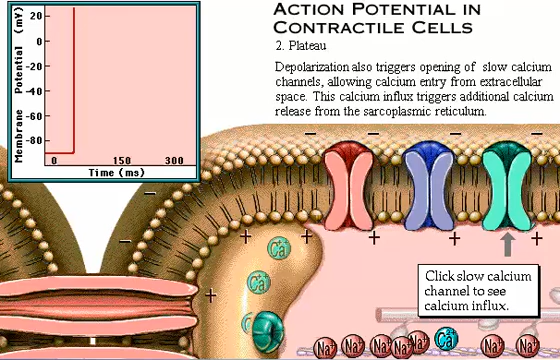 ACTION POTENTIAL IN
CONTRACTILE CELLS
2. Plateau
Depolarization also triggers opening of slow calcium
channels, allowing calcium entry from extracellular
space. This calcium influx triggers additional calcium
release from the sarcoplasmic reticulum.
Membrane Potential (mV)
20
0
-20
-40
-60
-80
0 150 300
Time (ms)
- - - -
- -
+ + + + + +
+
Ca
Ca
C
Click slow calcium
channel to see
calcium influx.
Na+ Na+ Na+ Na+ Na+ Ca Na+ Na+